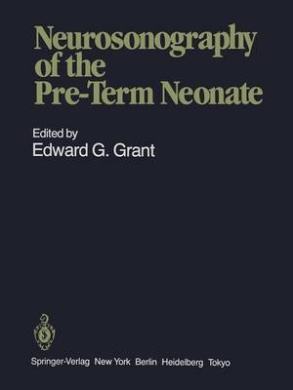 Neurosonography
of the
Pre-Term Neonate
Edited by
Edward G. Grant
Springer-Verlag New York Berlin Heidelberg Tokyo